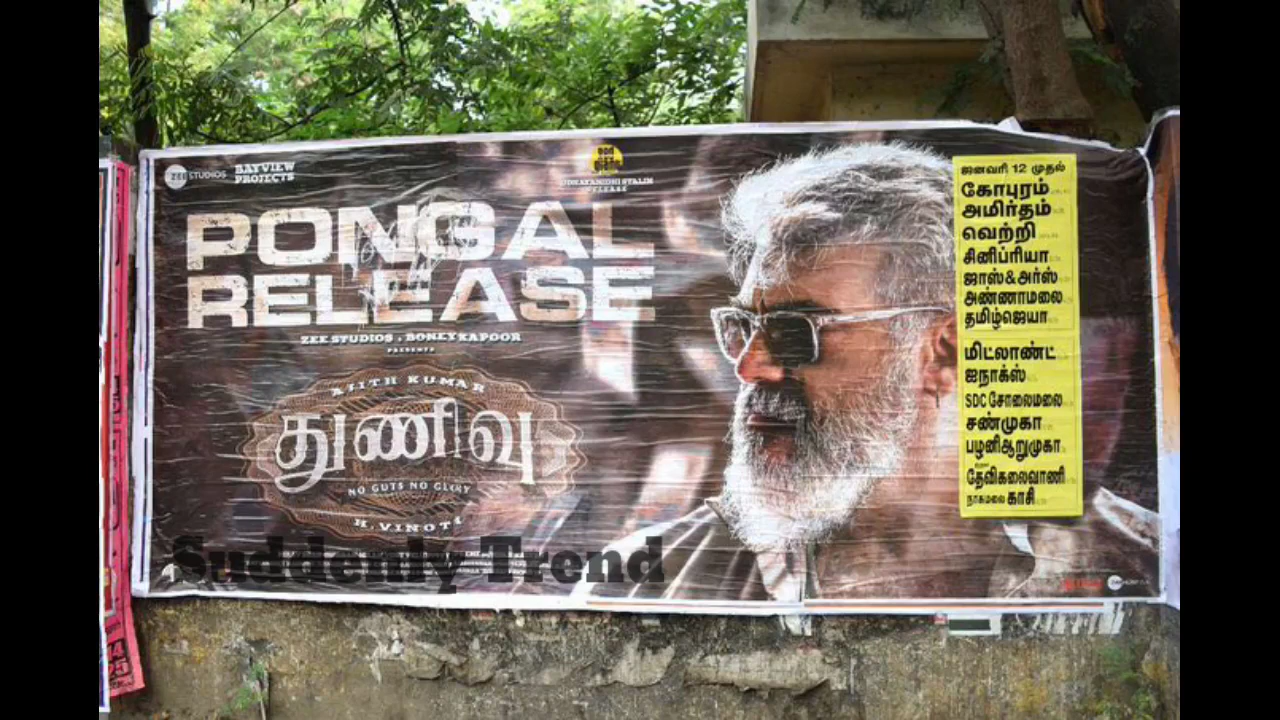 ZEE STUDIOS
BAYVIEW
PROJECTS
UDHAYANIDHI STALIN
RELEASE
PONGAL
RELEASE
ZEE STUDIOS & BONEY KAPOOR
PRESENTS
AJITH KUMAR
துணிவு
NO GUTS NO GLORY
H. VINOTH
Suddenly Trend
ஜனவரி 12 முதல்
கோபுரம்
அமிர்தம்
வெற்றி
சினிப்ரியா
ஜாஸ்&அர்ஸ்
அண்ணாமலை
தமிழ்ஜெயா
மிட்லாண்ட்
ஐநாக்ஸ்
SDC சோலைமலை
சண்முகா
பழனிஆறுமுகா
தேவிகலைவாணி
நாகமலை காசி